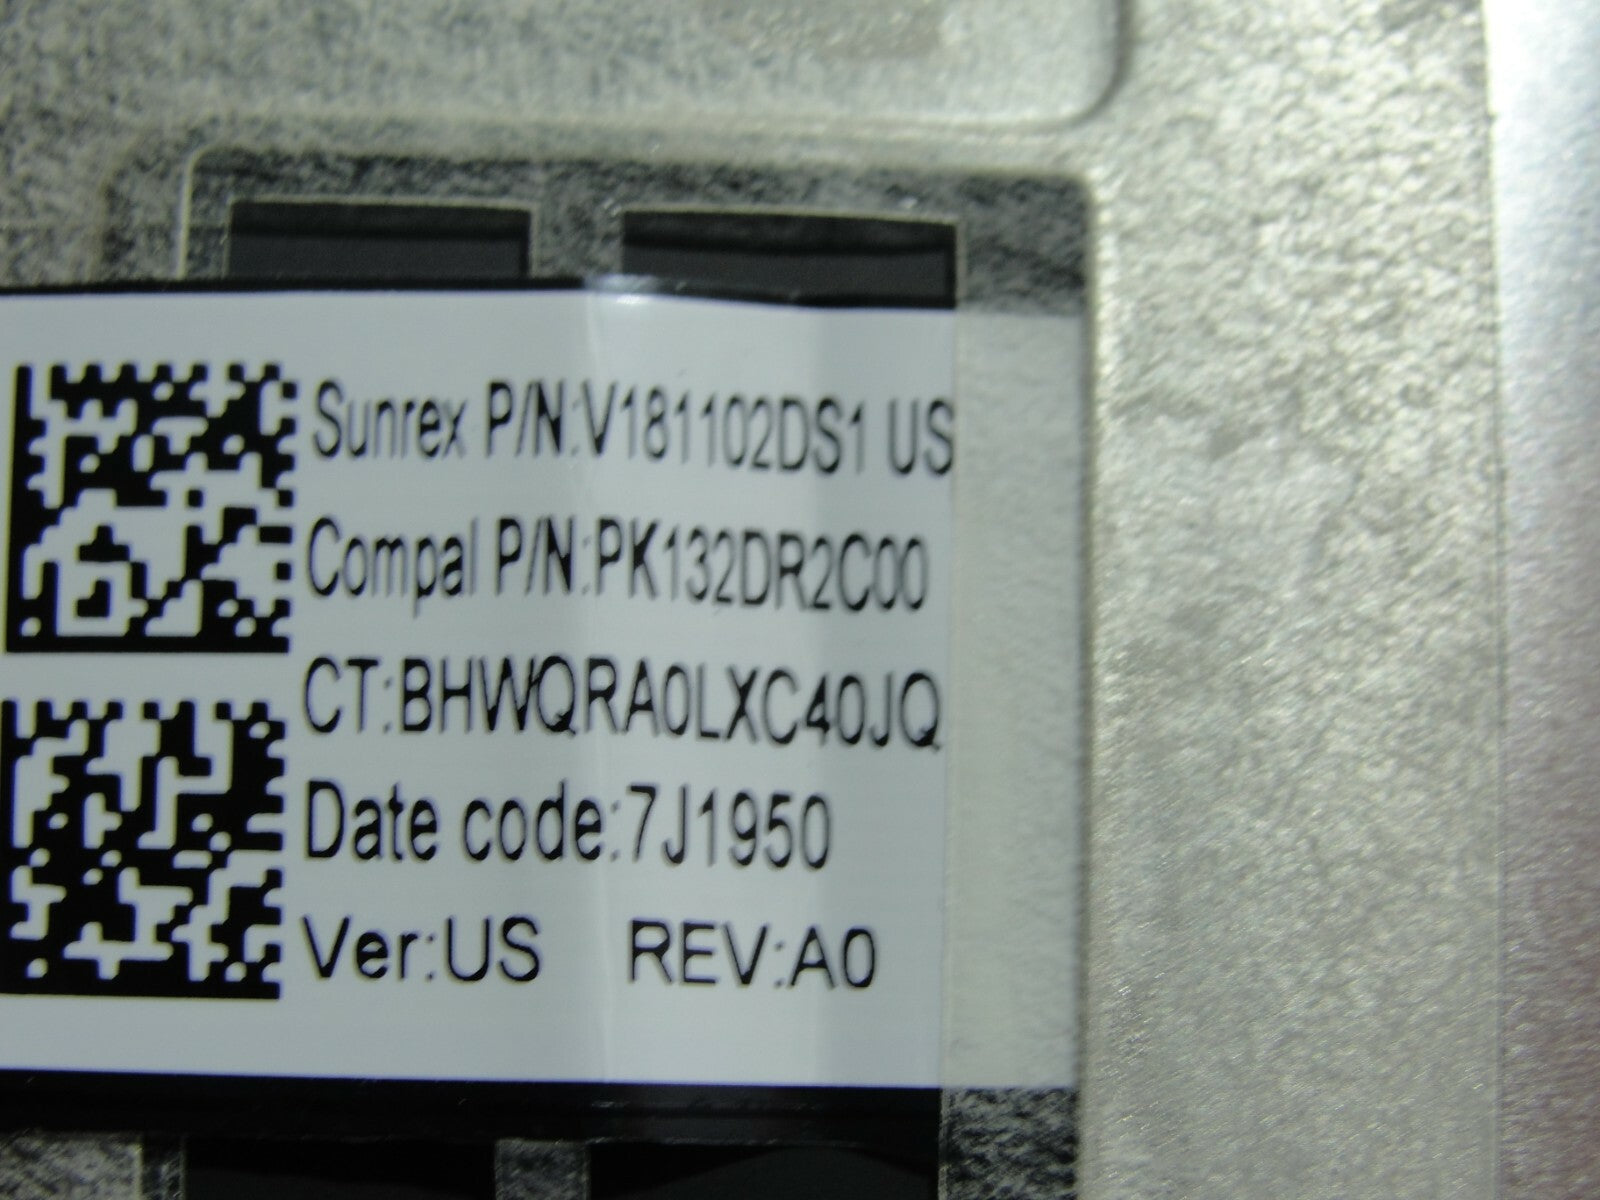 Sunrex P/N:V181102DS1 US
Compal P/N:PK132DR2C00
CT:BHWQRA0LXC40JQ
Date code:7J1950
Ver:US REV:A0